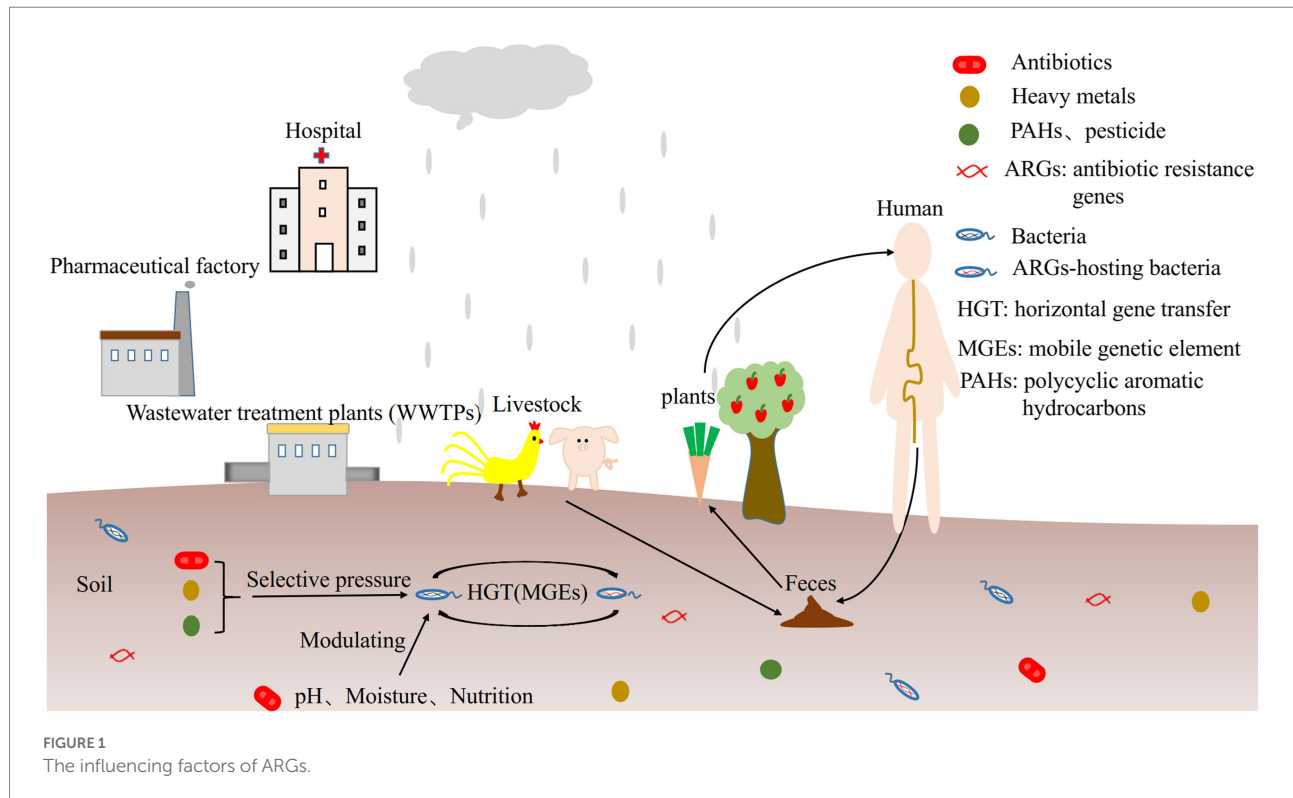 Hospital
Pharmaceutical factory
Wastewater treatment plants (WWTPs)
Livestock
plants
Human
Antibiotics
Heavy metals
PAHs、pesticide
ARGs: antibiotic resistance
genes
Bacteria
ARGs-hosting bacteria
HGT: horizontal gene transfer
MGEs: mobile genetic element
PAHs: polycyclic aromatic
hydrocarbons
Soil
Selective pressure
HGT(MGEs)
Feces
Modulating
pH、Moisture、Nutrition
FIGURE 1
The influencing factors of ARGs.